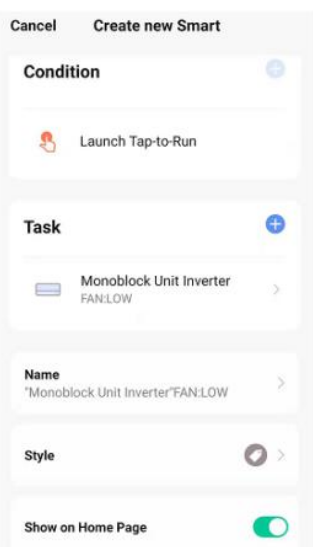 Cancel Create new Smart
Condition
Launch Tap-to-Run
Task
Monoblock Unit Inverter
FAN:LOW
Name
"Monoblock Unit Inverter"FAN:LOW
Style
Show on Home Page